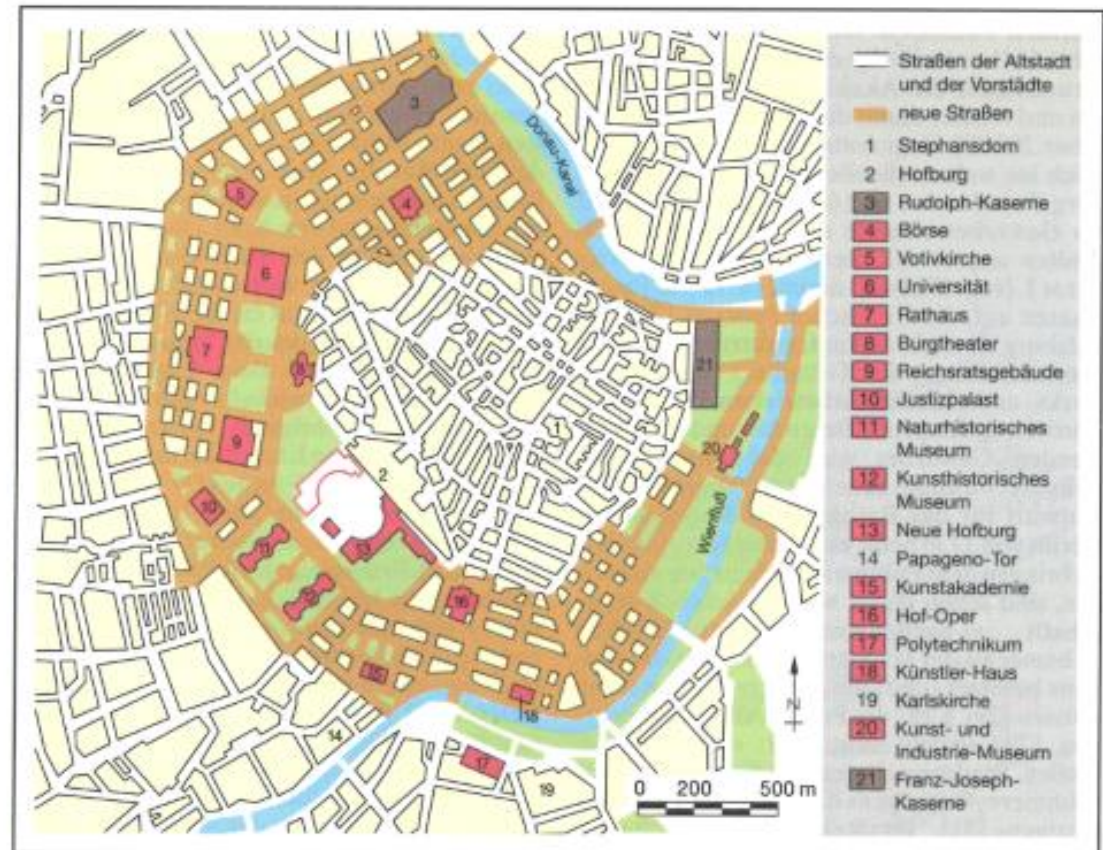 Straßen der Altstadt
und der Vorstädte
neue Straßen
1 Stephansdom
2 Hofburg
3 Rudolph-Kaserne
4 Börse
5 Votivkirche
6 Universität
7 Rathaus
8 Burgtheater
9 Reichsratsgebäude
10 Justizpalast
11 Naturhistorisches
Museum
12 Kunsthistorisches
Museum
13 Neue Hofburg
14 Papageno-Tor
15 Kunstakademie
16 Hof-Oper
17 Polytechnikum
18 Künstler-Haus
19 Karlskirche
20 Kunst- und
Industrie-Museum
21 Franz-Joseph-
Kaserne
3
Donau-Kanal
5
4
6
7
8
21
9
1
20
2
Wienfluß
10
11
13
12
16
15
18
14
17
19
N
0 200 500 m